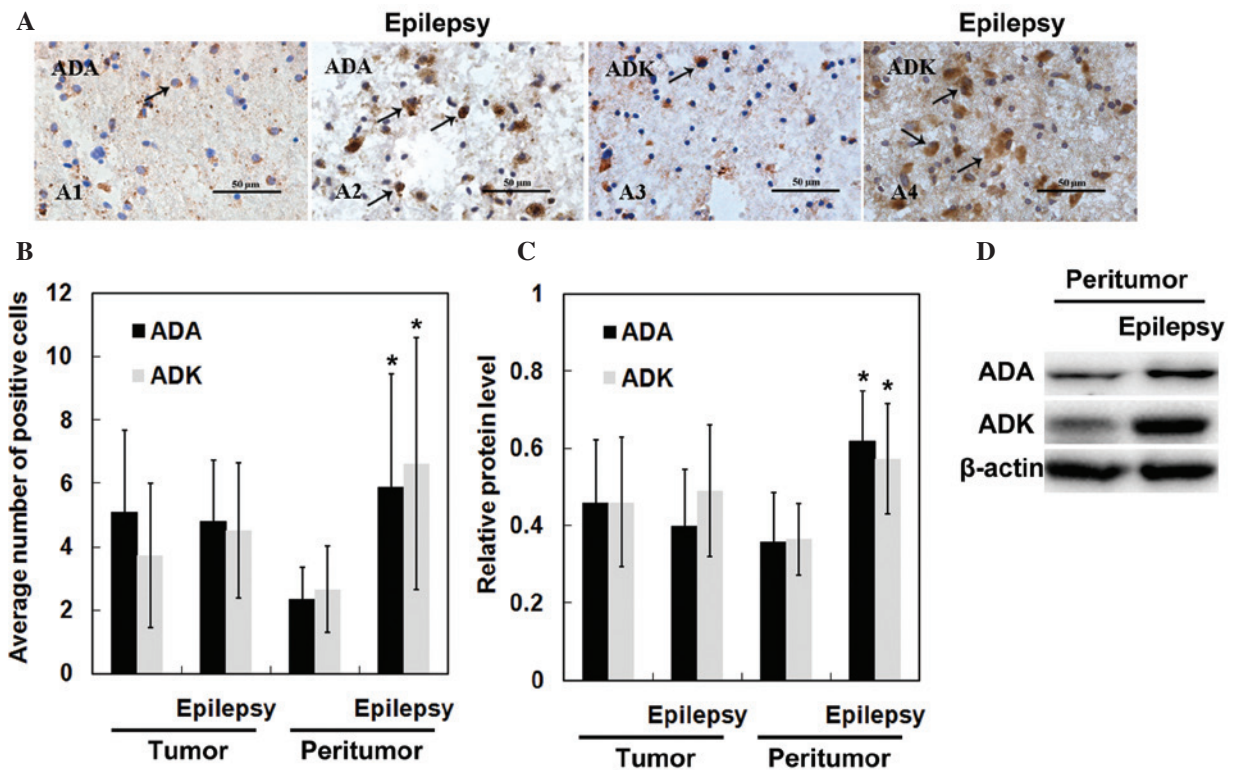 A
Epilepsy
Epilepsy
ADA
ADA
ADK
ADK
A1
50 µm
A2
50 µm
A3
50 µm
A4
50 µm
B
Average number of positive cells
12
10
8
6
4
2
0
ADA
ADK
*
*
Epilepsy
Epilepsy
Tumor
Peritumor
C
Relative protein level
1
0.8
0.6
0.4
0.2
0
ADA
ADK
*
*
Epilepsy
Epilepsy
Tumor
Peritumor
D
Peritumor
Epilepsy
ADA
ADK
β-actin